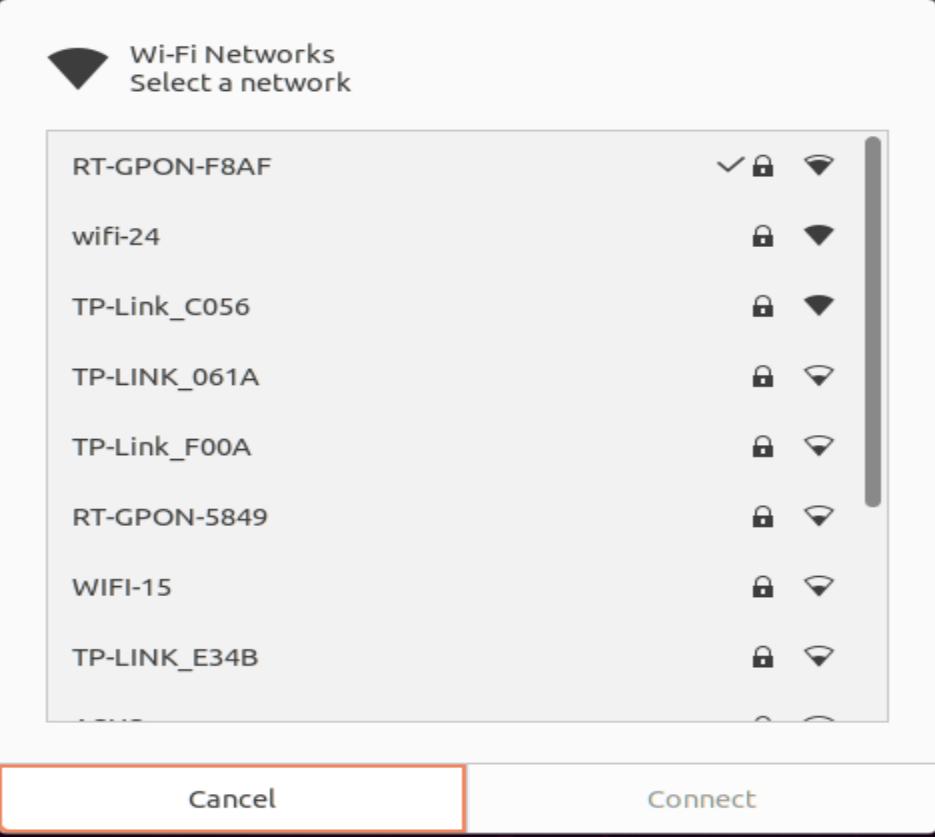 Wi-Fi Networks
Select a network
RT-GPON-F8AF
wifi-24
TP-Link_C056
TP-LINK_061A
TP-Link_F00A
RT-GPON-5849
WIFI-15
TP-LINK_E34B
Cancel
Connect